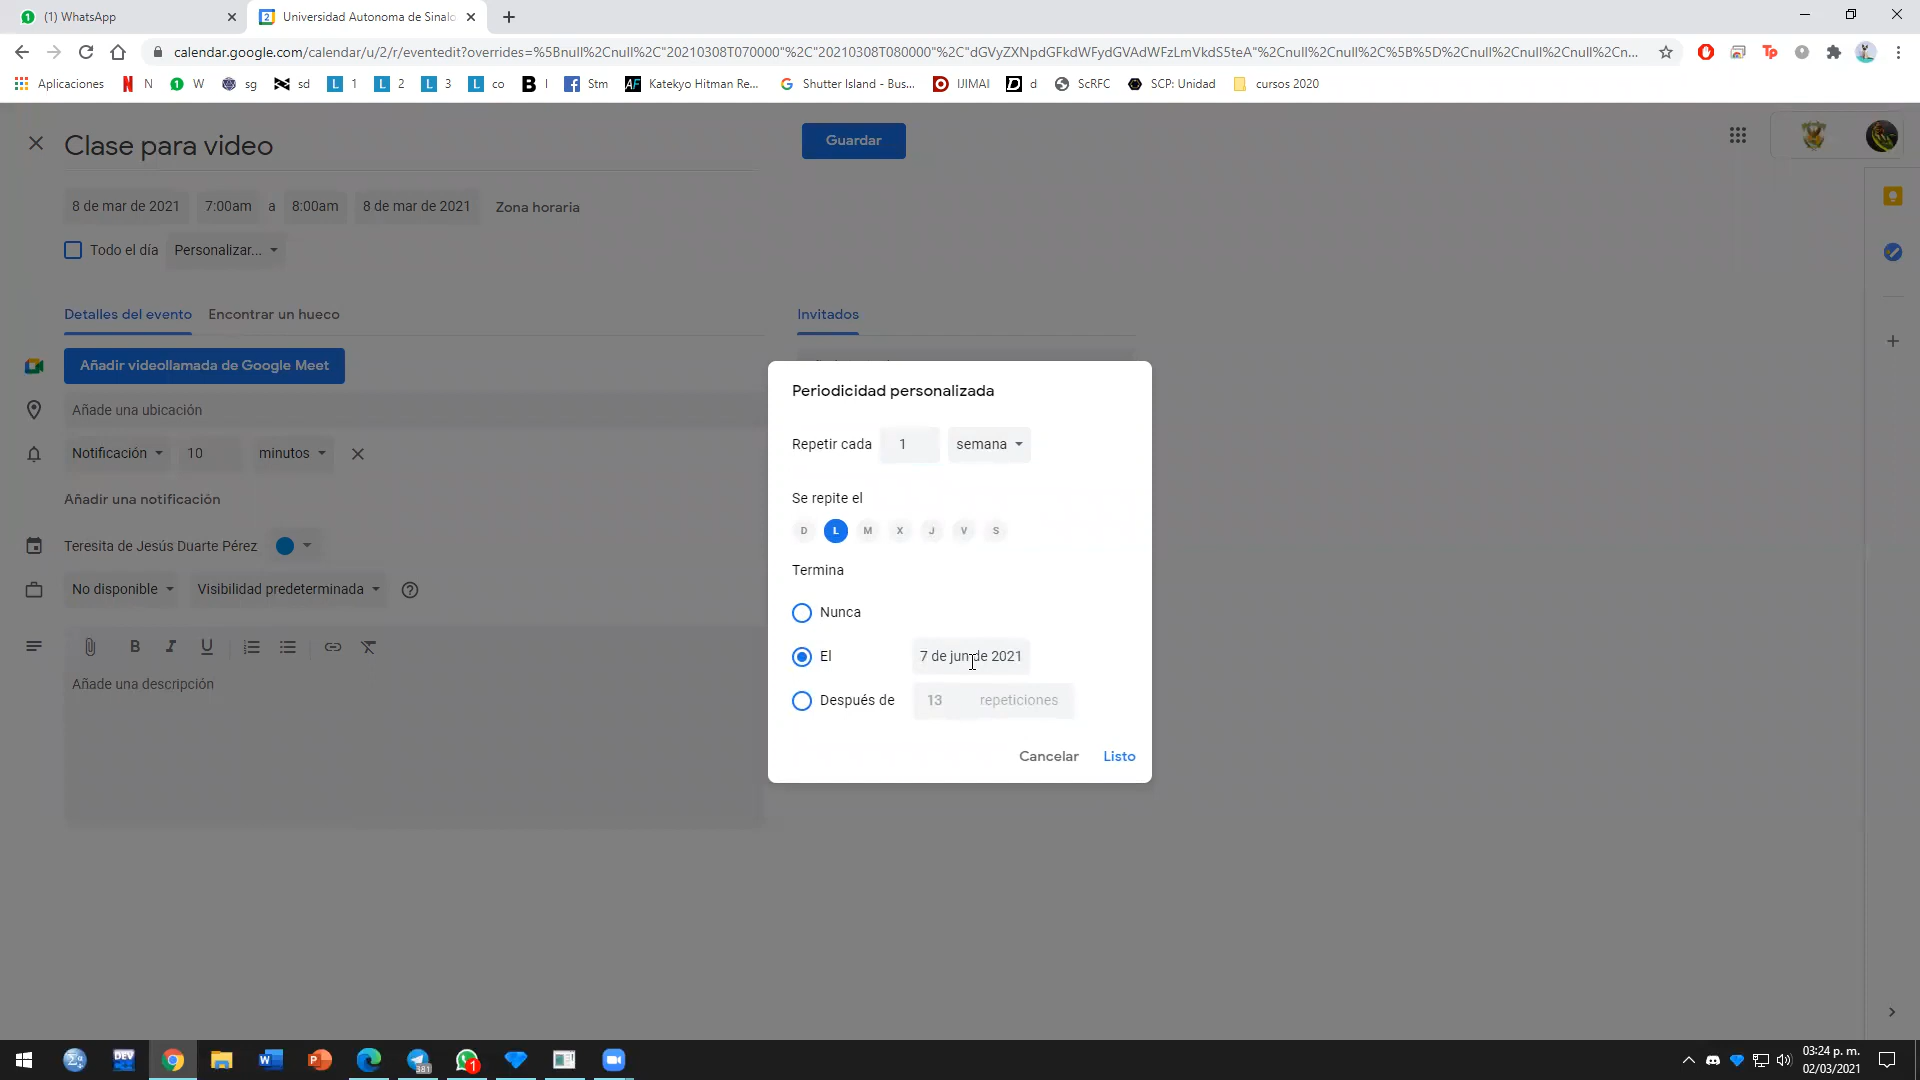 (1) WhatsApp
Universidad Autonoma de Sinalo
calendar.google.com/calendar/u/2/r/eventedit?overrides=%5Bnull%2Cnull%2C"20210308T070000"%2C"20210308T080000"%2C"dGVyZXNpdGFkdWFydGVAdWFzLmVkdS5teA"%2Cnull%2Cnull%2C%5B%5D%2Cnull%2Cnull%2Cnull%2Cn...
Aplicaciones N W sg sd 1 2 3 co I Stm Katekyo Hitman Re... Shutter Island - Bus... IJIMAI d ScRFC SCP: Unidad cursos 2020
Clase para video
Guardar
8 de mar de 2021 7:00am a 8:00am 8 de mar de 2021 Zona horaria
Todo el día Personalizar...
Detalles del evento Encontrar un hueco
Invitados
Añadir videollamada de Google Meet
Añade una ubicación
Notificación 10 minutos
Añadir una notificación
Teresita de Jesús Duarte Pérez
No disponible Visibilidad predeterminada
Añade una descripción
Periodicidad personalizada
Repetir cada 1 semana
Se repite el
D L M X J V S
Termina
Nunca
El 7 de jun de 2021
Después de 13 repeticiones
Cancelar Listo
03:24 p. m.
02/03/2021